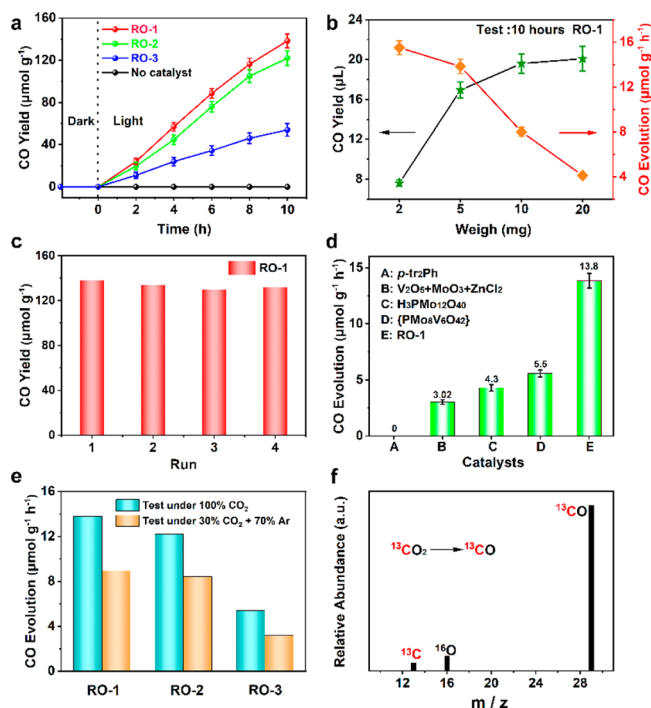 a
RO-1
RO-2
RO-3
No catalyst
Dark
Light
CO Yield (μmol g⁻¹)
0
40
80
120
160
0 2 4 6 8 10
Time (h)
b
Test :10 hours RO-1
CO Yield (μL)
0
4
8
12
16
20
24
2 5 10 20
Weigh (mg)
CO Evolution (μmol g⁻¹ h⁻¹)
4
8
12
16
c
RO-1
CO Yield (μmol g⁻¹)
0
40
80
120
160
1 2 3 4
Run
d
A: p-tr₂Ph
B: V₂O₅+MoO₃+ZnCl₂
C: H₃PMo₁₂O₄₀
D: {PMo₈V₆O₄₂}
E: RO-1
0
3.02
4.3
5.5
13.8
CO Evolution (μmol g⁻¹ h⁻¹)
0
5
10
15
A B C D E
Catalysts
e
Test under 100% CO₂
Test under 30% CO₂ + 70% Ar
CO Evolution (μmol g⁻¹ h⁻¹)
0
4
8
12
16
RO-1 RO-2 RO-3
f
¹³CO
¹³CO₂ ¹³CO
¹³C
¹⁶O
Relative Abundance (a.u.)
12 16 20 24 28
m / z